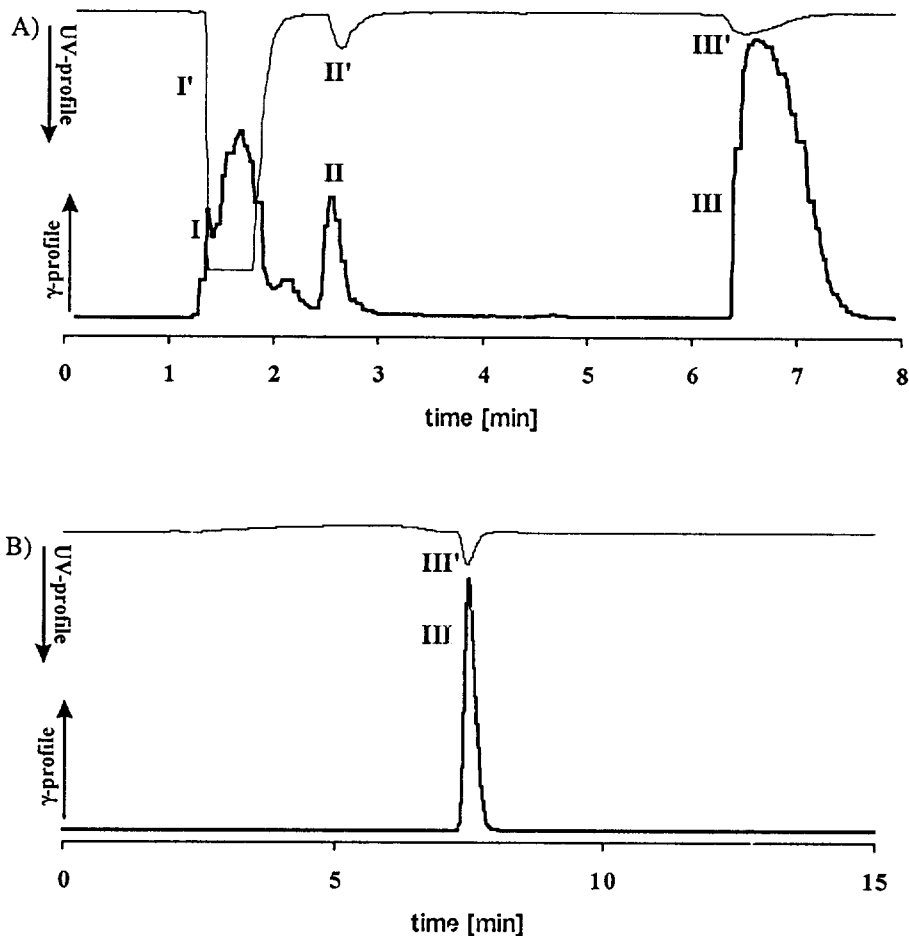 A)
UV-profile
γ-profile
I'
II'
III'
I
II
III
0 1 2 3 4 5 6 7 8
time [min]
B)
UV-profile
γ-profile
III'
III
0 5 10 15
time [min]